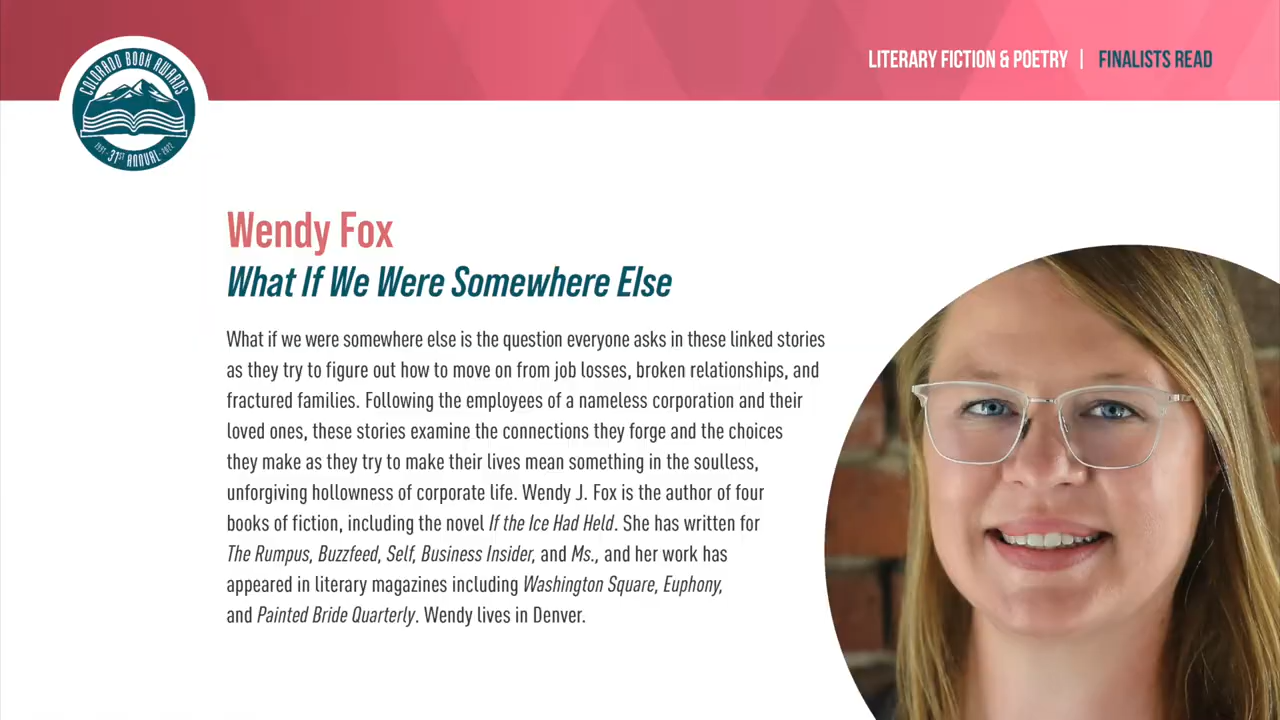 COLORADO BOOK AWARDS
1991 · 31ST ANNUAL · 2022
LITERARY FICTION & POETRY | FINALISTS READ
Wendy Fox
What If We Were Somewhere Else
What if we were somewhere else is the question everyone asks in these linked stories
as they try to figure out how to move on from job losses, broken relationships, and
fractured families. Following the employees of a nameless corporation and their
loved ones, these stories examine the connections they forge and the choices
they make as they try to make their lives mean something in the soulless,
unforgiving hollowness of corporate life. Wendy J. Fox is the author of four
books of fiction, including the novel If the Ice Had Held. She has written for
The Rumpus, Buzzfeed, Self, Business Insider, and Ms., and her work has
appeared in literary magazines including Washington Square, Euphony,
and Painted Bride Quarterly. Wendy lives in Denver.